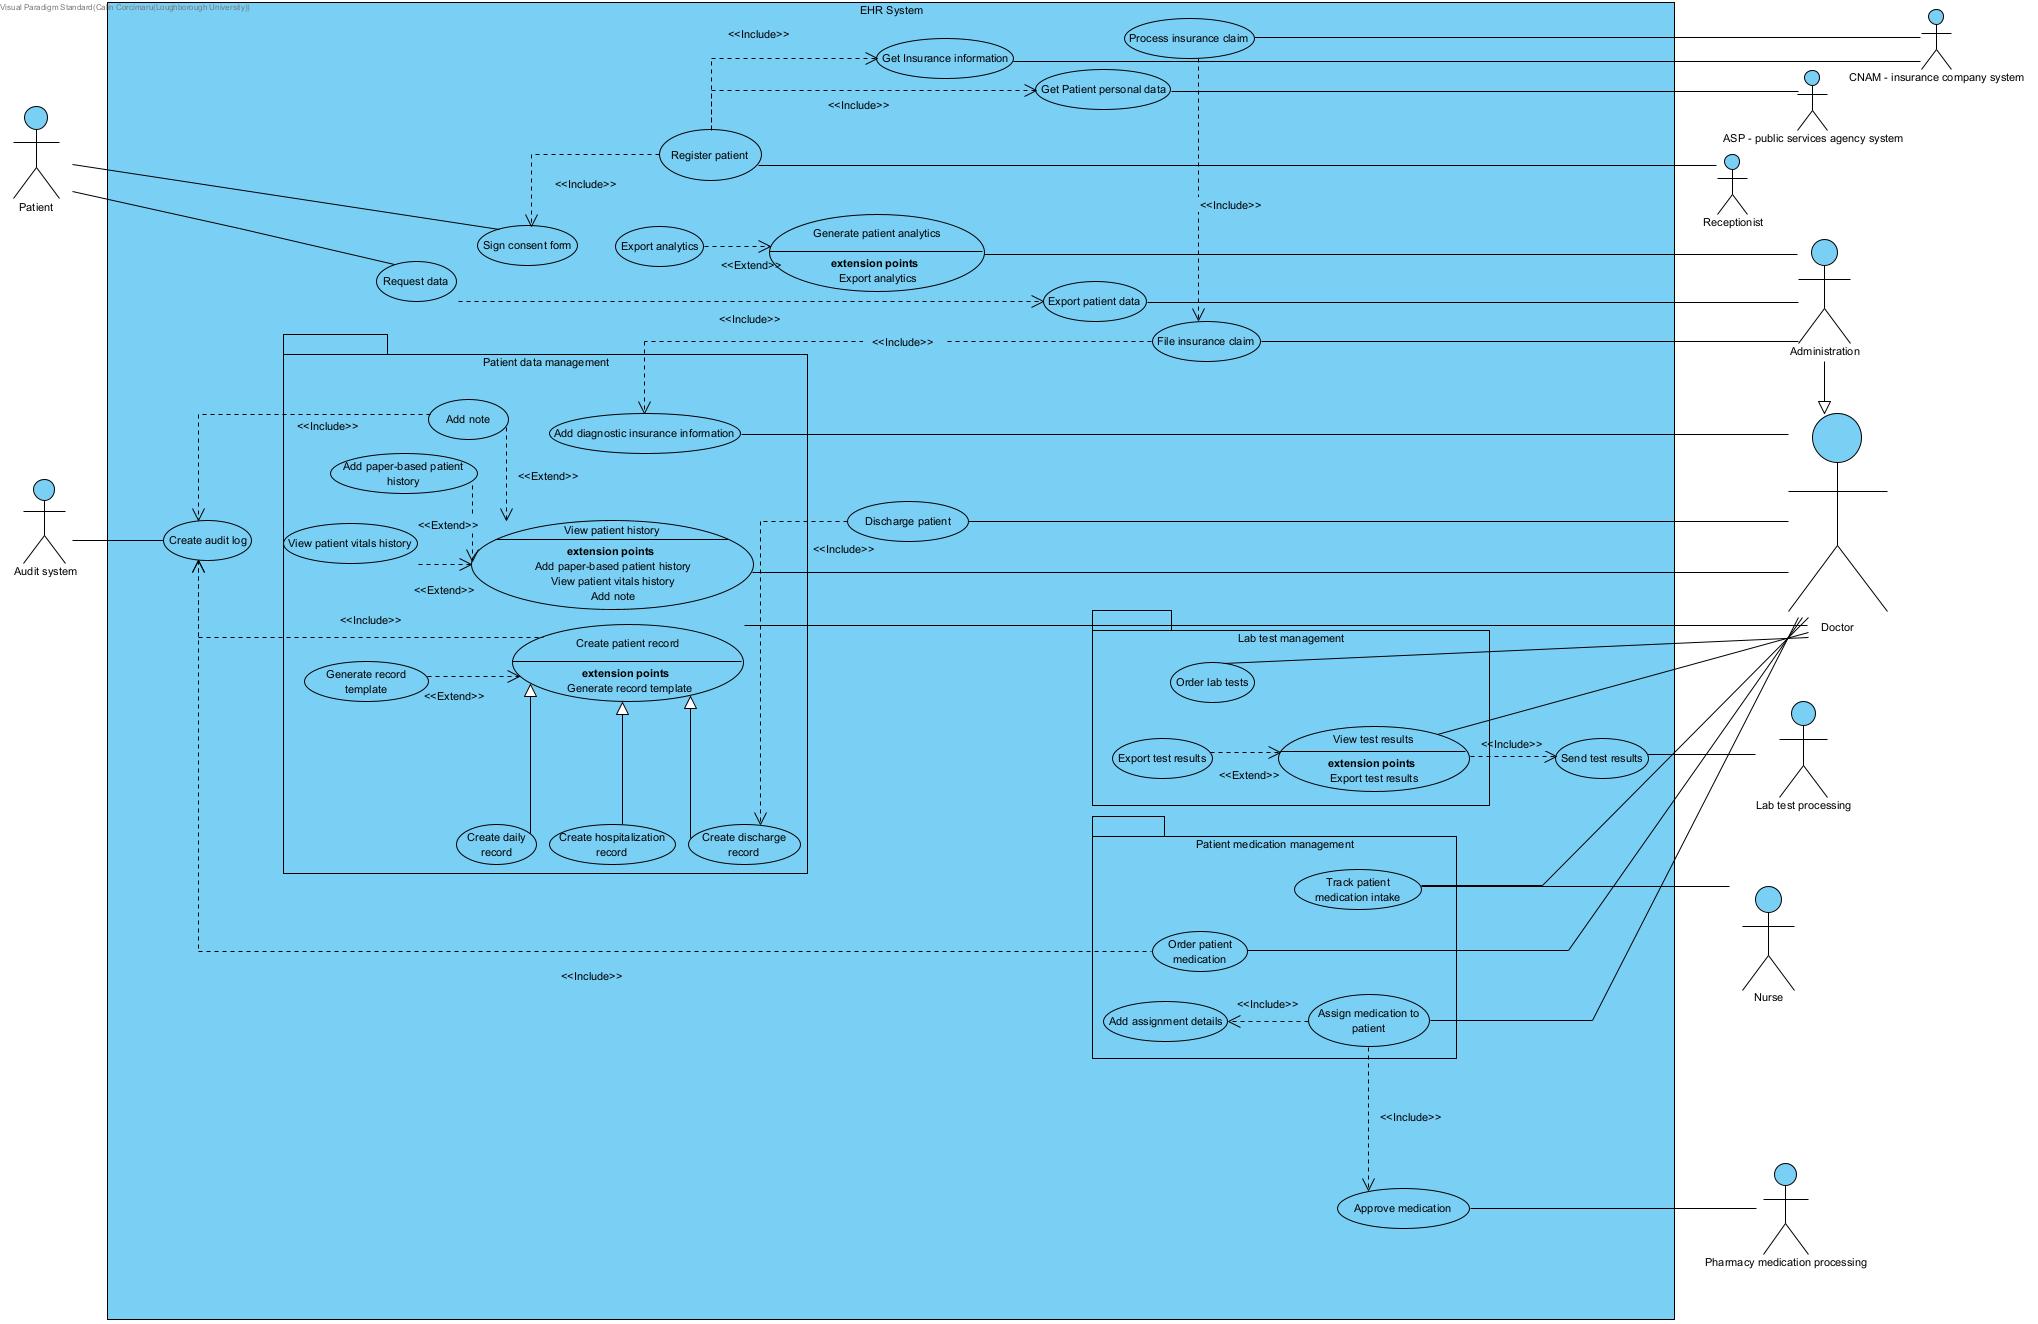 Visual Paradigm Standard(Calin Corcimaru(Loughborough University))
EHR System
<<Include>>
Process insurance claim
Get Insurance information
CNAM - insurance company system
Get Patient personal data
<<Include>>
ASP - public services agency system
Register patient
<<Include>>
Patient
<<Include>>
Receptionist
Sign consent form
Export analytics
Generate patient analytics
<<Extend>>
extension points
Export analytics
Request data
Export patient data
<<Include>>
<<Include>>
File insurance claim
Administration
Patient data management
Add note
<<Include>>
Add diagnostic insurance information
Add paper-based patient
history
<<Extend>>
<<Extend>>
Discharge patient
View patient history
extension points
Add paper-based patient history
View patient vitals history
Add note
View patient vitals history
Create audit log
Audit system
<<Include>>
<<Extend>>
<<Include>>
Doctor
Create patient record
extension points
Generate record template
Generate record
template
<<Extend>>
Lab test management
Order lab tests
View test results
extension points
Export test results
Export test results
<<Extend>>
<<Include>>
Send test results
Lab test processing
Create daily
record
Create hospitalization
record
Create discharge
record
Patient medication management
Track patient
medication intake
Order patient
medication
<<Include>>
Nurse
<<Include>>
Add assignment details
Assign medication to
patient
<<Include>>
Approve medication
Pharmacy medication processing